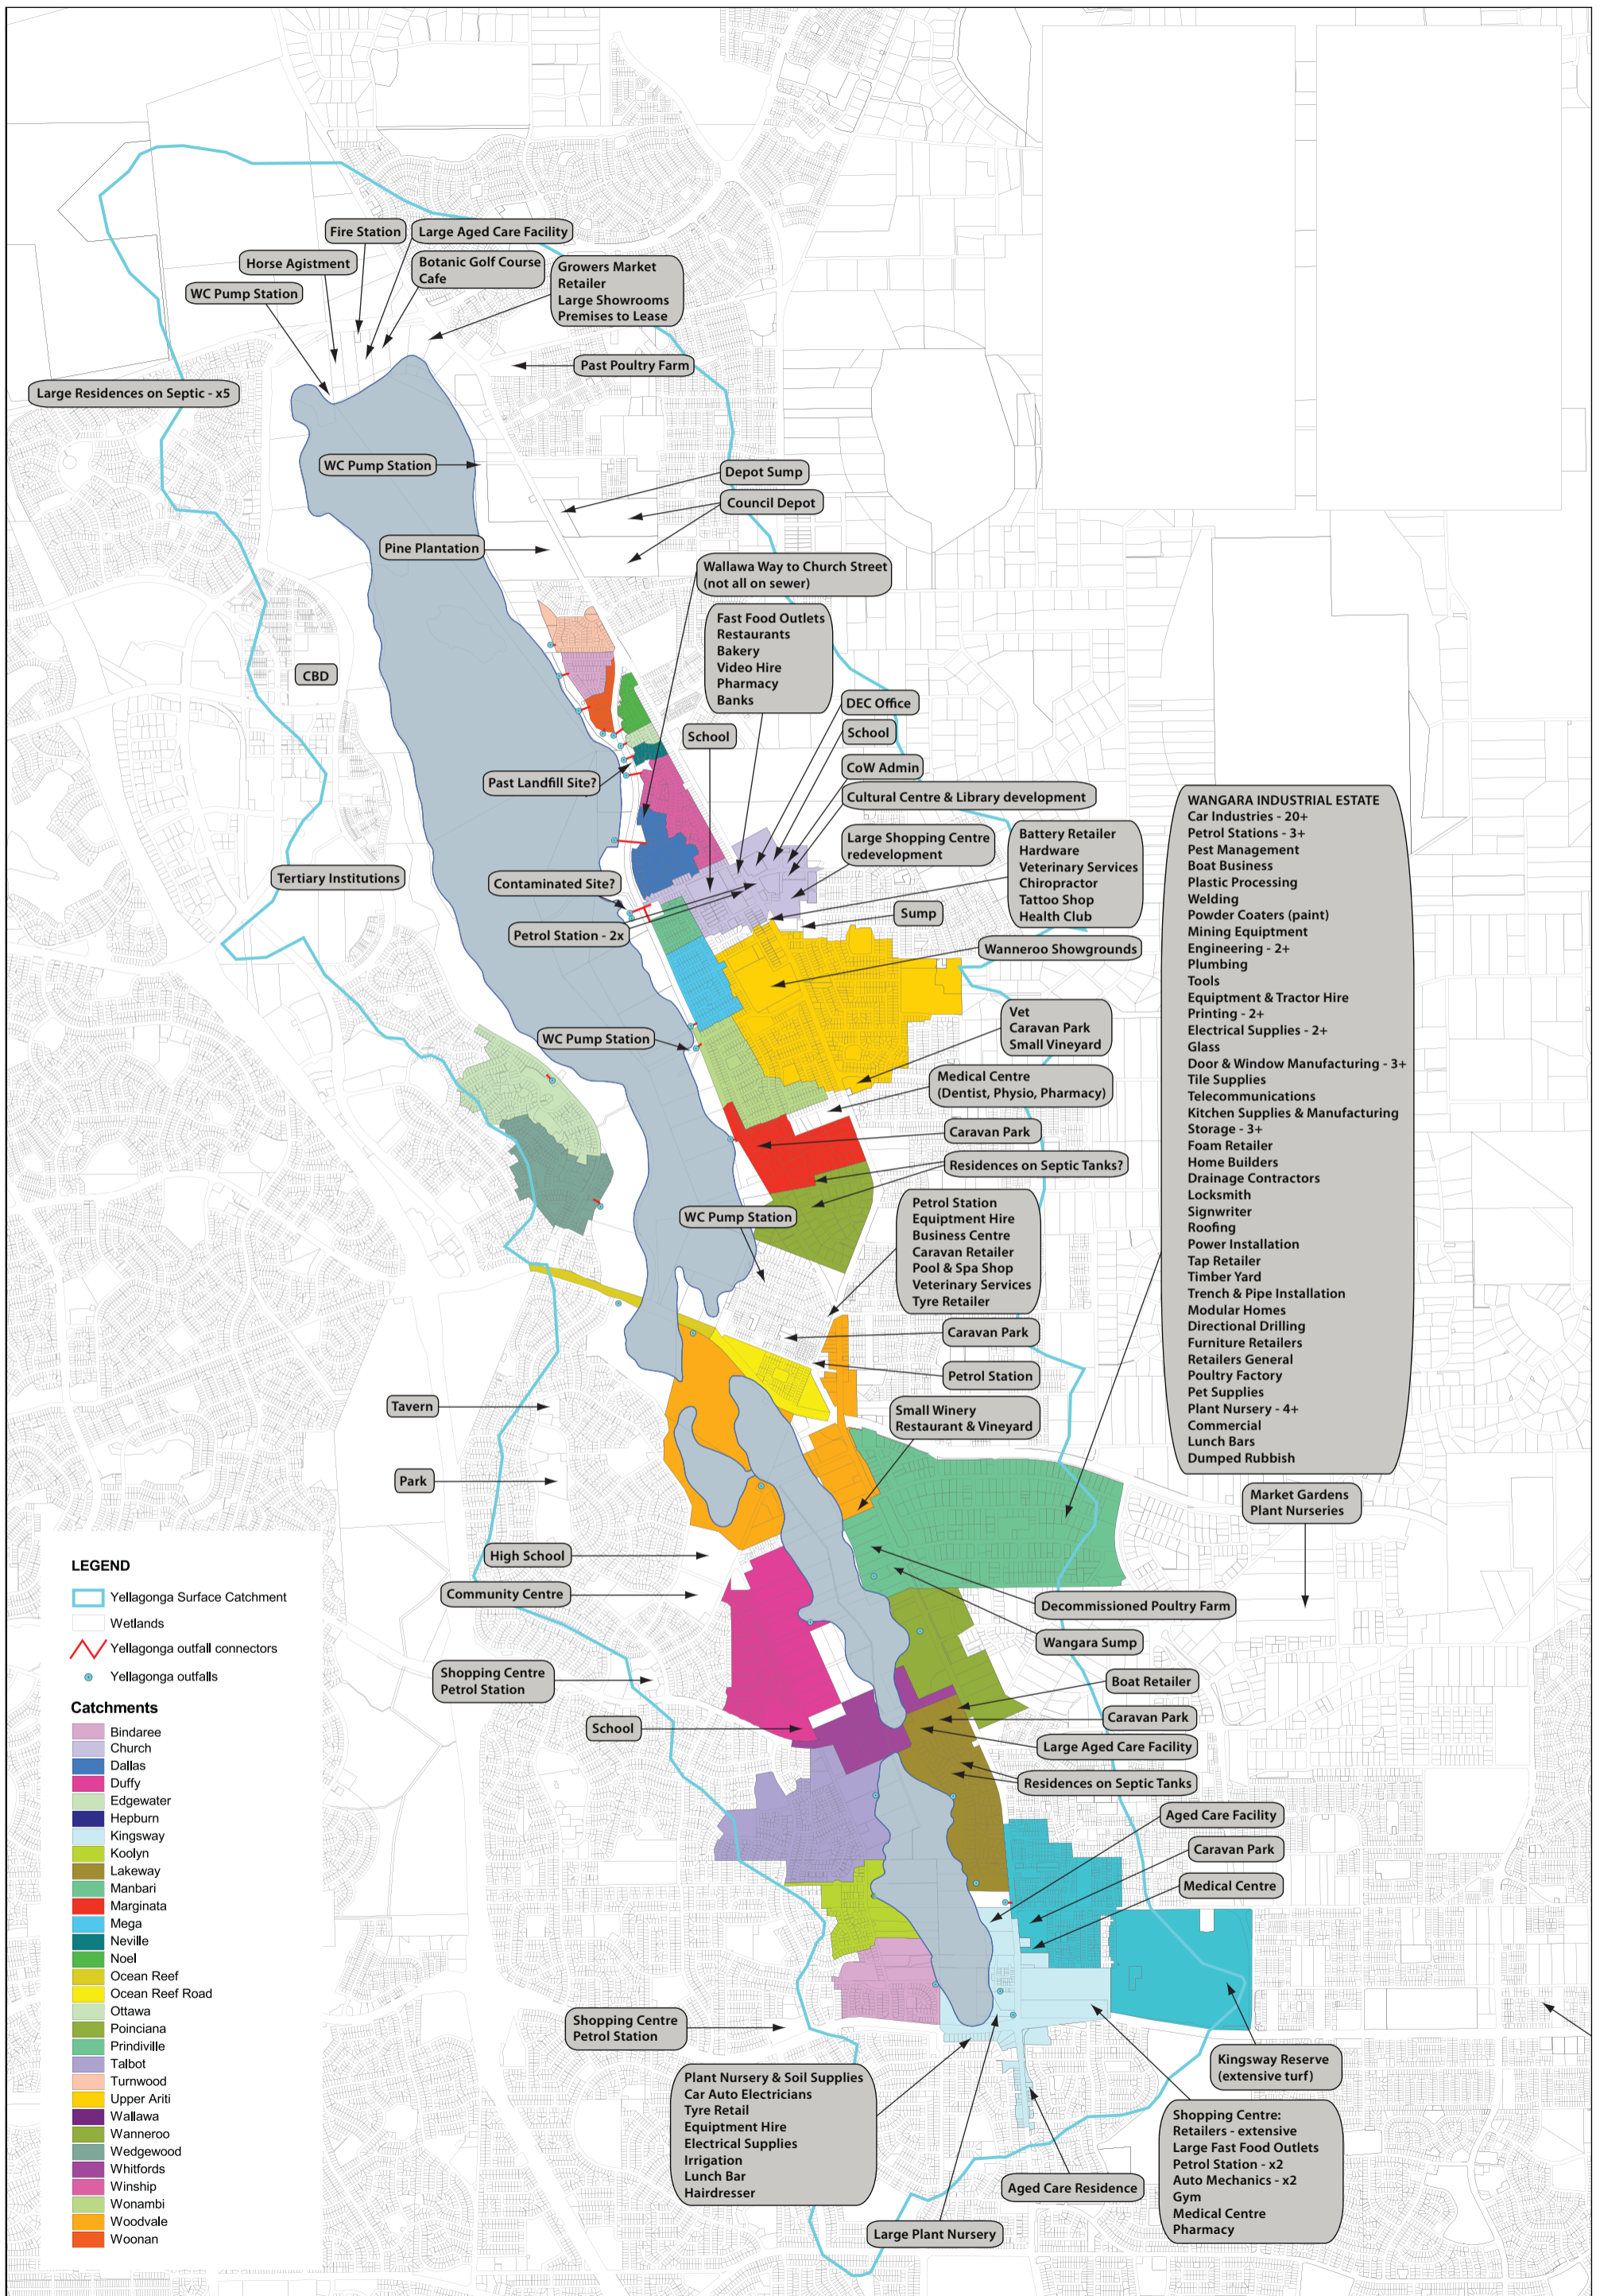 Fire Station
Large Aged Care Facility
Horse Agistment
Botanic Golf Course
Cafe
Growers Market
Retailer
Large Showrooms
Premises to Lease
WC Pump Station
Past Poultry Farm
Large Residences on Septic - x5
WC Pump Station
Depot Sump
Council Depot
Pine Plantation
Wallawa Way to Church Street
(not all on sewer)
Fast Food Outlets
Restaurants
Bakery
Video Hire
Pharmacy
Banks
CBD
DEC Office
School
School
CoW Admin
Past Landfill Site?
Cultural Centre & Library development
Large Shopping Centre
redevelopment
Battery Retailer
Hardware
Veterinary Services
Chiropractor
Tattoo Shop
Health Club
Tertiary Institutions
Contaminated Site?
Sump
Petrol Station - 2x
Wanneroo Showgrounds
WANGARA INDUSTRIAL ESTATE
Car Industries - 20+
Petrol Stations - 3+
Pest Management
Boat Business
Plastic Processing
Welding
Powder Coaters (paint)
Mining Equiptment
Engineering - 2+
Plumbing
Tools
Equiptment & Tractor Hire
Printing - 2+
Electrical Supplies - 2+
Glass
Door & Window Manufacturing - 3+
Tile Supplies
Telecommunications
Kitchen Supplies & Manufacturing
Storage - 3+
Foam Retailer
Home Builders
Drainage Contractors
Locksmith
Signwriter
Roofing
Power Installation
Tap Retailer
Timber Yard
Trench & Pipe Installation
Modular Homes
Directional Drilling
Furniture Retailers
Retailers General
Poultry Factory
Pet Supplies
Plant Nursery - 4+
Commercial
Lunch Bars
Dumped Rubbish
WC Pump Station
Vet
Caravan Park
Small Vineyard
Medical Centre
(Dentist, Physio, Pharmacy)
Caravan Park
Residences on Septic Tanks?
WC Pump Station
Petrol Station
Equiptment Hire
Business Centre
Caravan Retailer
Pool & Spa Shop
Veterinary Services
Tyre Retailer
Caravan Park
Petrol Station
Tavern
Small Winery
Restaurant & Vineyard
Park
Market Gardens
Plant Nurseries
High School
Community Centre
Decommissioned Poultry Farm
Wangara Sump
Shopping Centre
Petrol Station
Boat Retailer
School
Caravan Park
Large Aged Care Facility
Residences on Septic Tanks
Aged Care Facility
Caravan Park
Medical Centre
Shopping Centre
Petrol Station
Kingsway Reserve
(extensive turf)
Plant Nursery & Soil Supplies
Car Auto Electricians
Tyre Retail
Equiptment Hire
Electrical Supplies
Irrigation
Lunch Bar
Hairdresser
Shopping Centre:
Retailers - extensive
Large Fast Food Outlets
Petrol Station - x2
Auto Mechanics - x2
Gym
Medical Centre
Pharmacy
Aged Care Residence
Large Plant Nursery
LEGEND
Yellagonga Surface Catchment
Wetlands
Yellagonga outfall connectors
Yellagonga outfalls
Catchments
Bindaree
Church
Dallas
Duffy
Edgewater
Hepburn
Kingsway
Koolyn
Lakeway
Manbari
Marginata
Mega
Neville
Noel
Ocean Reef
Ocean Reef Road
Ottawa
Poinciana
Prindiville
Talbot
Turnwood
Upper Ariti
Wallawa
Wanneroo
Wedgewood
Whitfords
Winship
Wonambi
Woodvale
Woonan